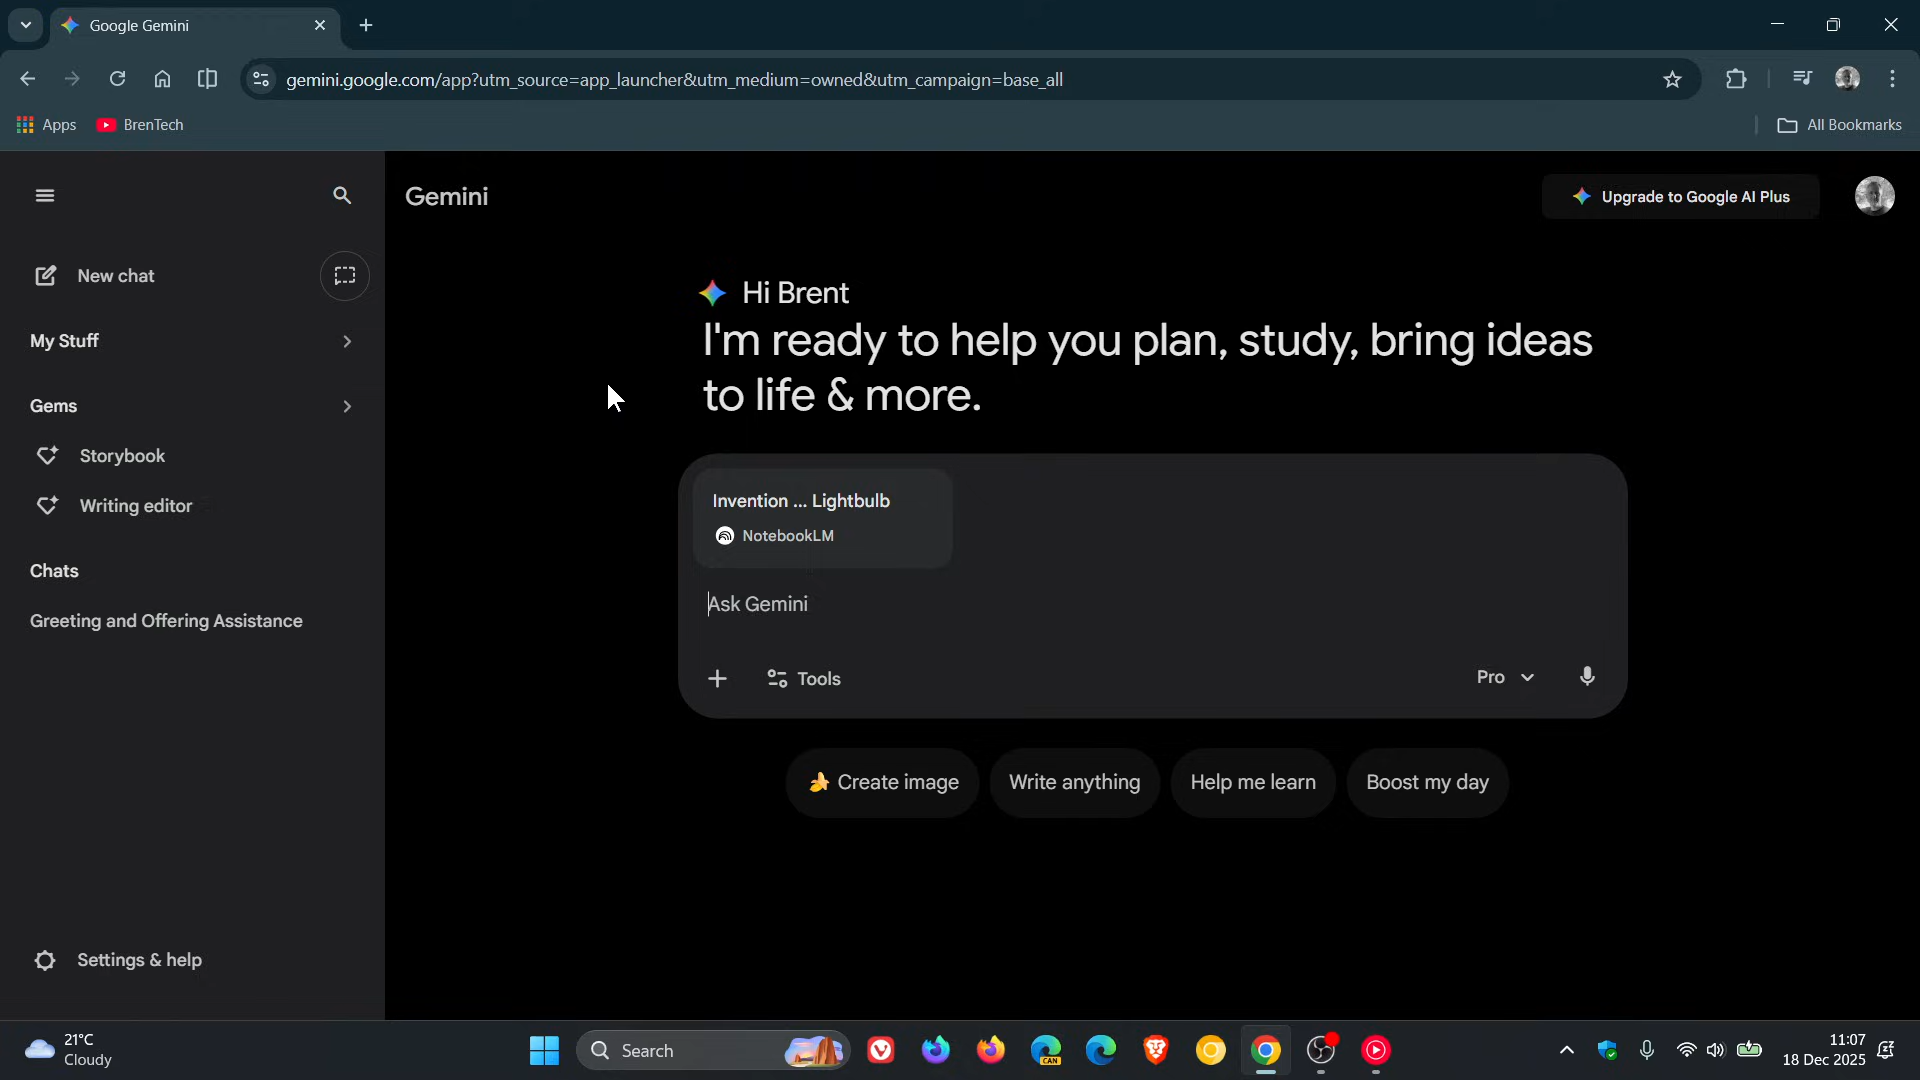 Google Gemini
gemini.google.com/app?utm_source=app_launcher&utm_medium=owned&utm_campaign=base_all
Apps
BrenTech
All Bookmarks
Gemini
Upgrade to Google AI Plus
New chat
My Stuff
Gems
Storybook
Writing editor
Chats
Greeting and Offering Assistance
Settings & help
Hi Brent
I'm ready to help you plan, study, bring ideas
to life & more.
Invention ... Lightbulb
NotebookLM
Ask Gemini
Tools
Pro
Create image
Write anything
Help me learn
Boost my day
21°C
Cloudy
Search
CAN
11:07
18 Dec 2025